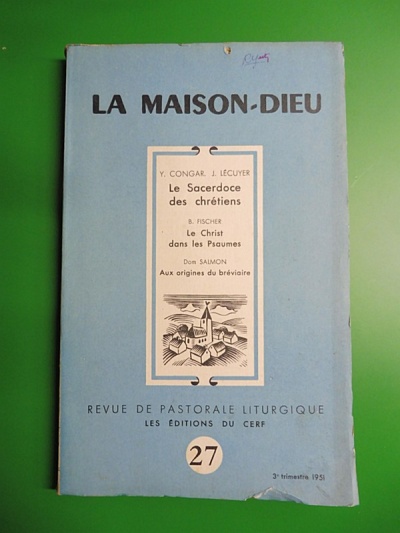 LA MAISON-DIEU
Y. CONGAR. J. LÉCUYER
Le Sacerdoce
des chrétiens
B. FISCHER
Le Christ
dans les Psaumes
Dom SALMON
Aux origines du bréviaire
REVUE DE PASTORALE LITURGIQUE
LES ÉDITIONS DU CERF
27
3e trimestre 1951